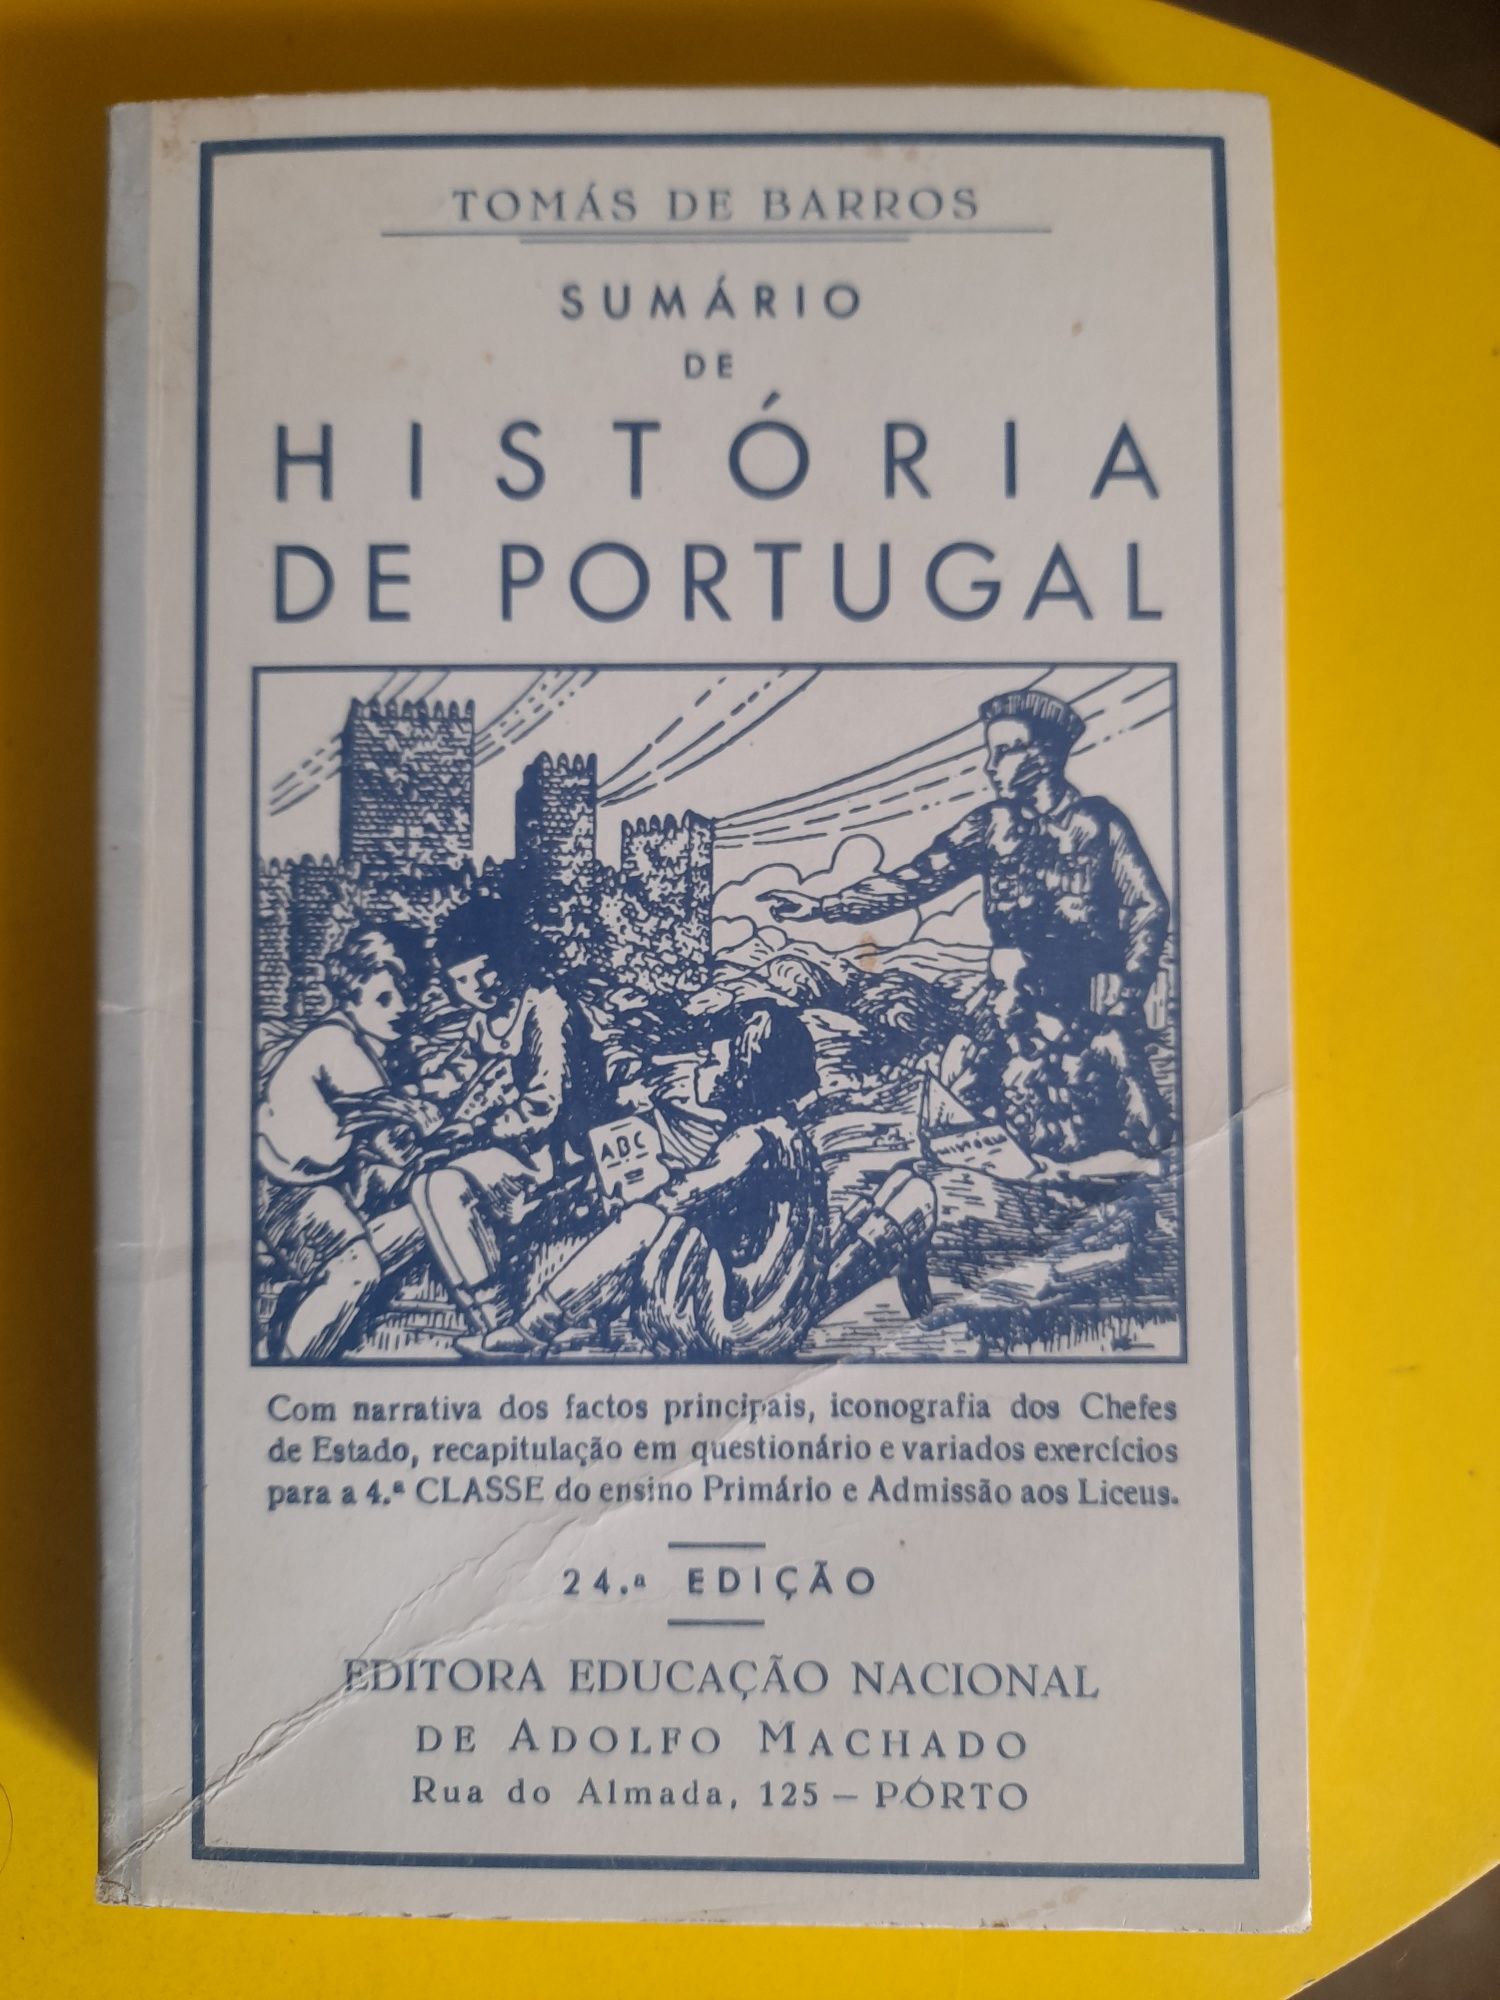 TOMÁS DE BARROS
SUMÁRIO
DE
HISTÓRIA
DE PORTUGAL
ABC
HISTÓRIA
Com narrativa dos factos principais, iconografia dos Chefes
de Estado, recapitulação em questionário e variados exercícios
para a 4.ª CLASSE do ensino Primário e Admissão aos Liceus.
24.ª EDIÇÃO
EDITORA EDUCAÇÃO NACIONAL
DE ADOLFO MACHADO
Rua do Almada, 125 — PÔRTO